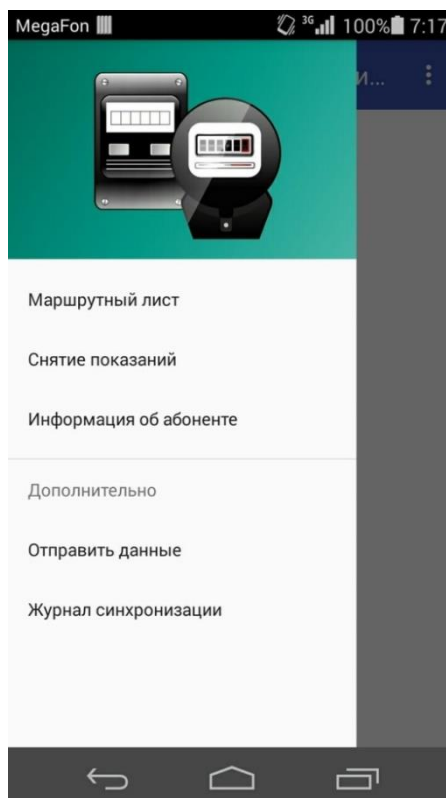 MegaFon 3G 100% 7:17
и...
Маршрутный лист
Снятие показаний
Информация об абоненте
Дополнительно
Отправить данные
Журнал синхронизации